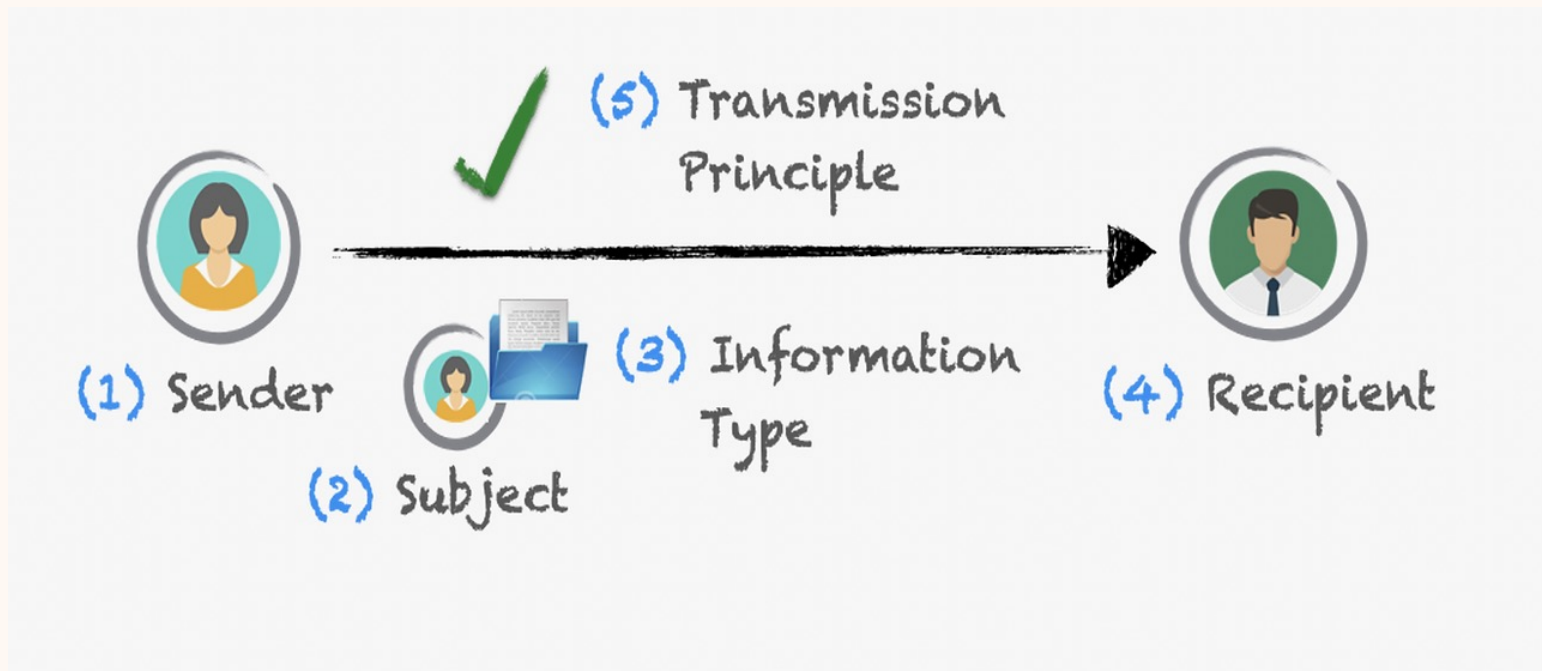 (5) Transmission
Principle
(1) Sender
(3) Information
Type
(4) Recipient
(2) Subject